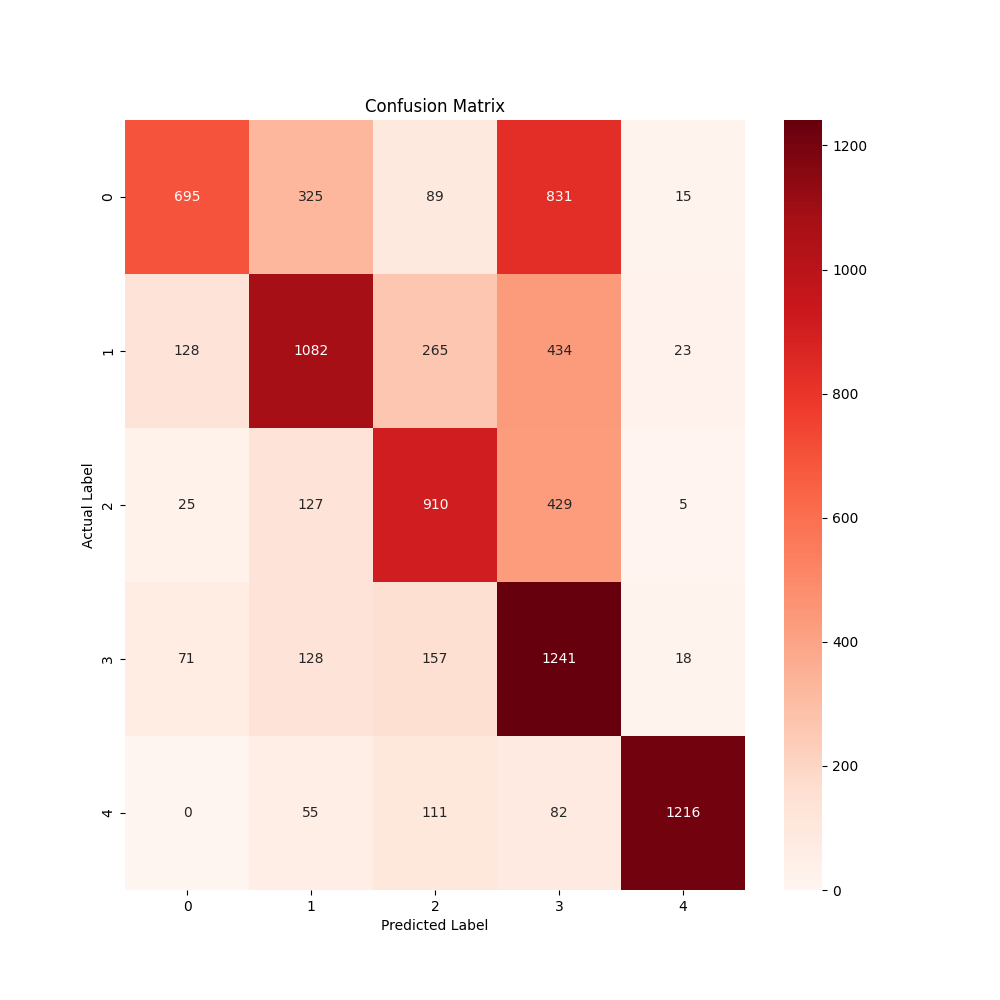 Confusion Matrix
0 695 325 89 831 15
1 128 1082 265 434 23
2 25 127 910 429 5
3 71 128 157 1241 18
4 0 55 111 82 1216
0 1 2 3 4
Predicted Label
Actual Label
1200
1000
800
600
400
200
0